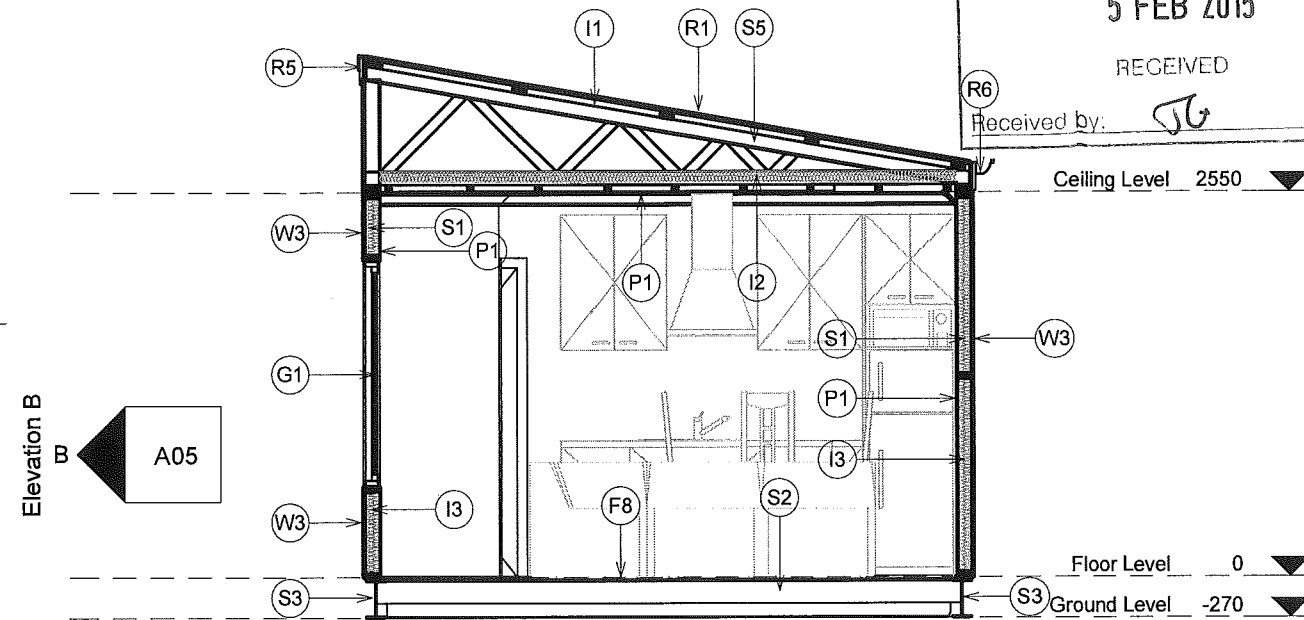 5 FEB 2015
RECEIVED
Received by:
I1
R1
S5
R5
R6
Ceiling Level 2550
W3
S1
P1
P1
I2
S1
W3
G1
P1
Elevation B
B
A05
I3
W3
I3
F8
S2
Floor Level 0
S3
S3
Ground Level -270